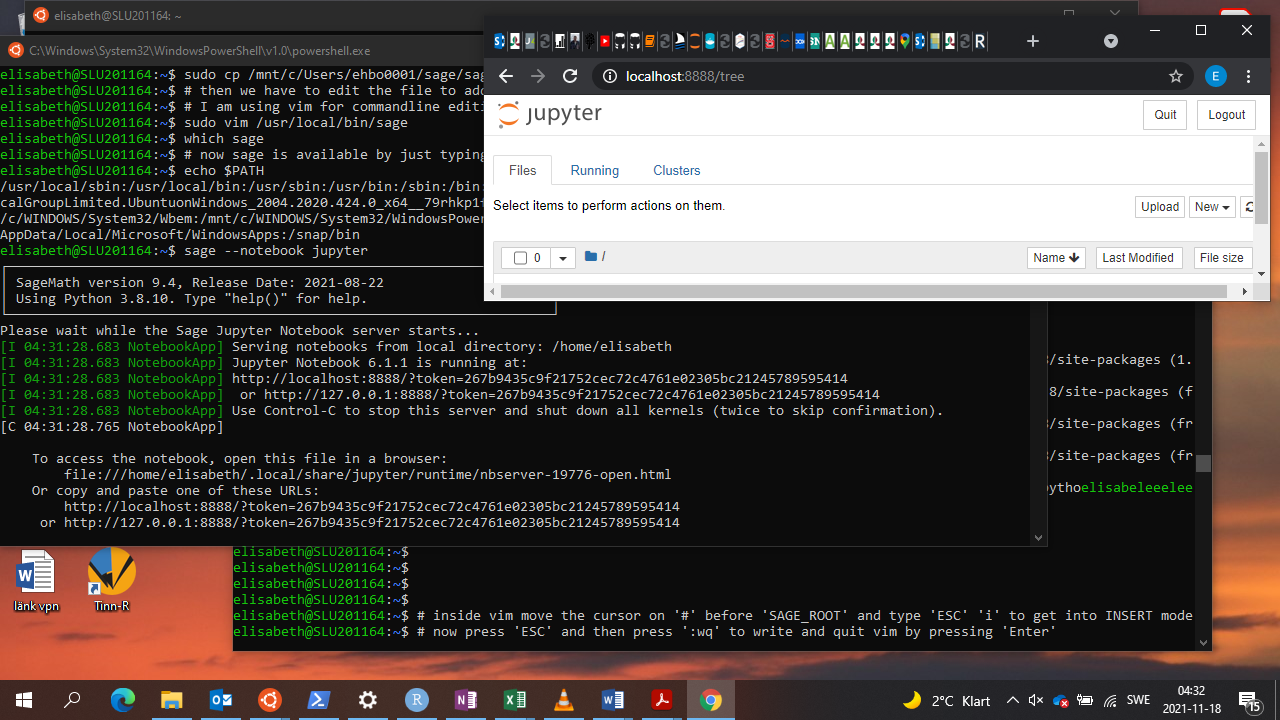 elisabeth@SLU201164: ~
C:\Windows\System32\WindowsPowerShell\v1.0\powershell.exe
elisabeth@SLU201164:~$ sudo cp /mnt/c/Users/ehbo0001/sage/sag
elisabeth@SLU201164:~$ # then we have to edit the file to add
elisabeth@SLU201164:~$ # I am using vim for commandline editi
elisabeth@SLU201164:~$ sudo vim /usr/local/bin/sage
elisabeth@SLU201164:~$ which sage
elisabeth@SLU201164:~$ # now sage is available by just typing
elisabeth@SLU201164:~$ echo $PATH
/usr/local/sbin:/usr/local/bin:/usr/sbin:/usr/bin:/sbin:/bin:
calGroupLimited.UbuntuonWindows_2004.2020.424.0_x64__79rhkp1f
/c/WINDOWS/System32/Wbem:/mnt/c/WINDOWS/System32/WindowsPower
AppData/Local/Microsoft/WindowsApps:/snap/bin
elisabeth@SLU201164:~$ sage --notebook jupyter
SageMath version 9.4, Release Date: 2021-08-22
Using Python 3.8.10. Type "help()" for help.
Please wait while the Sage Jupyter Notebook server starts...
[I 04:31:28.683 NotebookApp] Serving notebooks from local directory: /home/elisabeth
[I 04:31:28.683 NotebookApp] Jupyter Notebook 6.1.1 is running at:
[I 04:31:28.683 NotebookApp] http://localhost:8888/?token=267b9435c9f21752cec72c4761e02305bc21245789595414
[I 04:31:28.683 NotebookApp]  or http://127.0.0.1:8888/?token=267b9435c9f21752cec72c4761e02305bc21245789595414
[I 04:31:28.683 NotebookApp] Use Control-C to stop this server and shut down all kernels (twice to skip confirmation).
[C 04:31:28.765 NotebookApp]
To access the notebook, open this file in a browser:
file:///home/elisabeth/.local/share/jupyter/runtime/nbserver-19776-open.html
Or copy and paste one of these URLs:
http://localhost:8888/?token=267b9435c9f21752cec72c4761e02305bc21245789595414
or http://127.0.0.1:8888/?token=267b9435c9f21752cec72c4761e02305bc21245789595414
localhost:8888/tree
E
jupyter
Quit
Logout
Files
Running
Clusters
Select items to perform actions on them.
Upload
New
0
/
Name
Last Modified
File size
/site-packages (1.
8/site-packages (f
/site-packages (fr
/site-packages (fr
pythoelisabeleeelee
elisabeth@SLU201164:~$
elisabeth@SLU201164:~$
elisabeth@SLU201164:~$
elisabeth@SLU201164:~$
elisabeth@SLU201164:~$ # inside vim move the cursor on '#' before 'SAGE_ROOT' and type 'ESC' 'i' to get into INSERT mode
elisabeth@SLU201164:~$ # now press 'ESC' and then press ':wq' to write and quit vim by pressing 'Enter'
länk vpn
Tinn-R
2°C Klart
SWE
04:32
2021-11-18
15